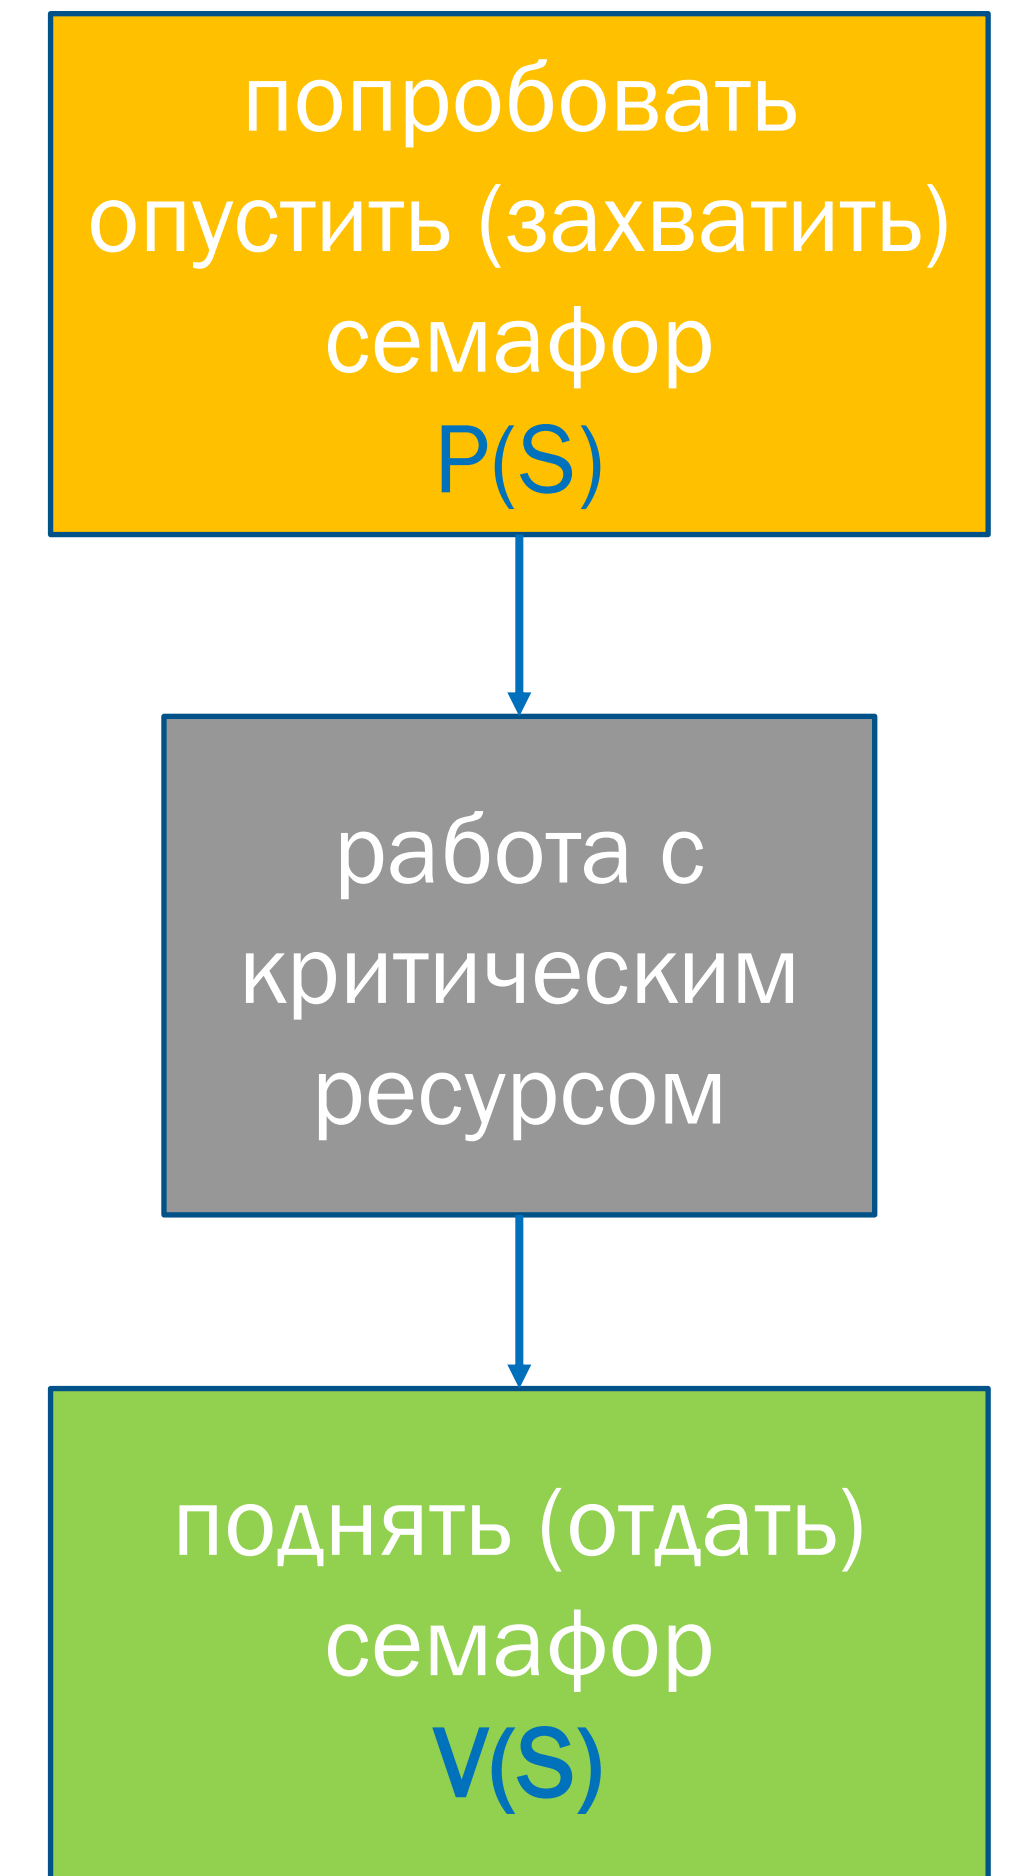 попробовать
опустить (захватить)
семафор
P(S)
работа с
критическим
ресурсом
поднять (отдать)
семафор
V(S)